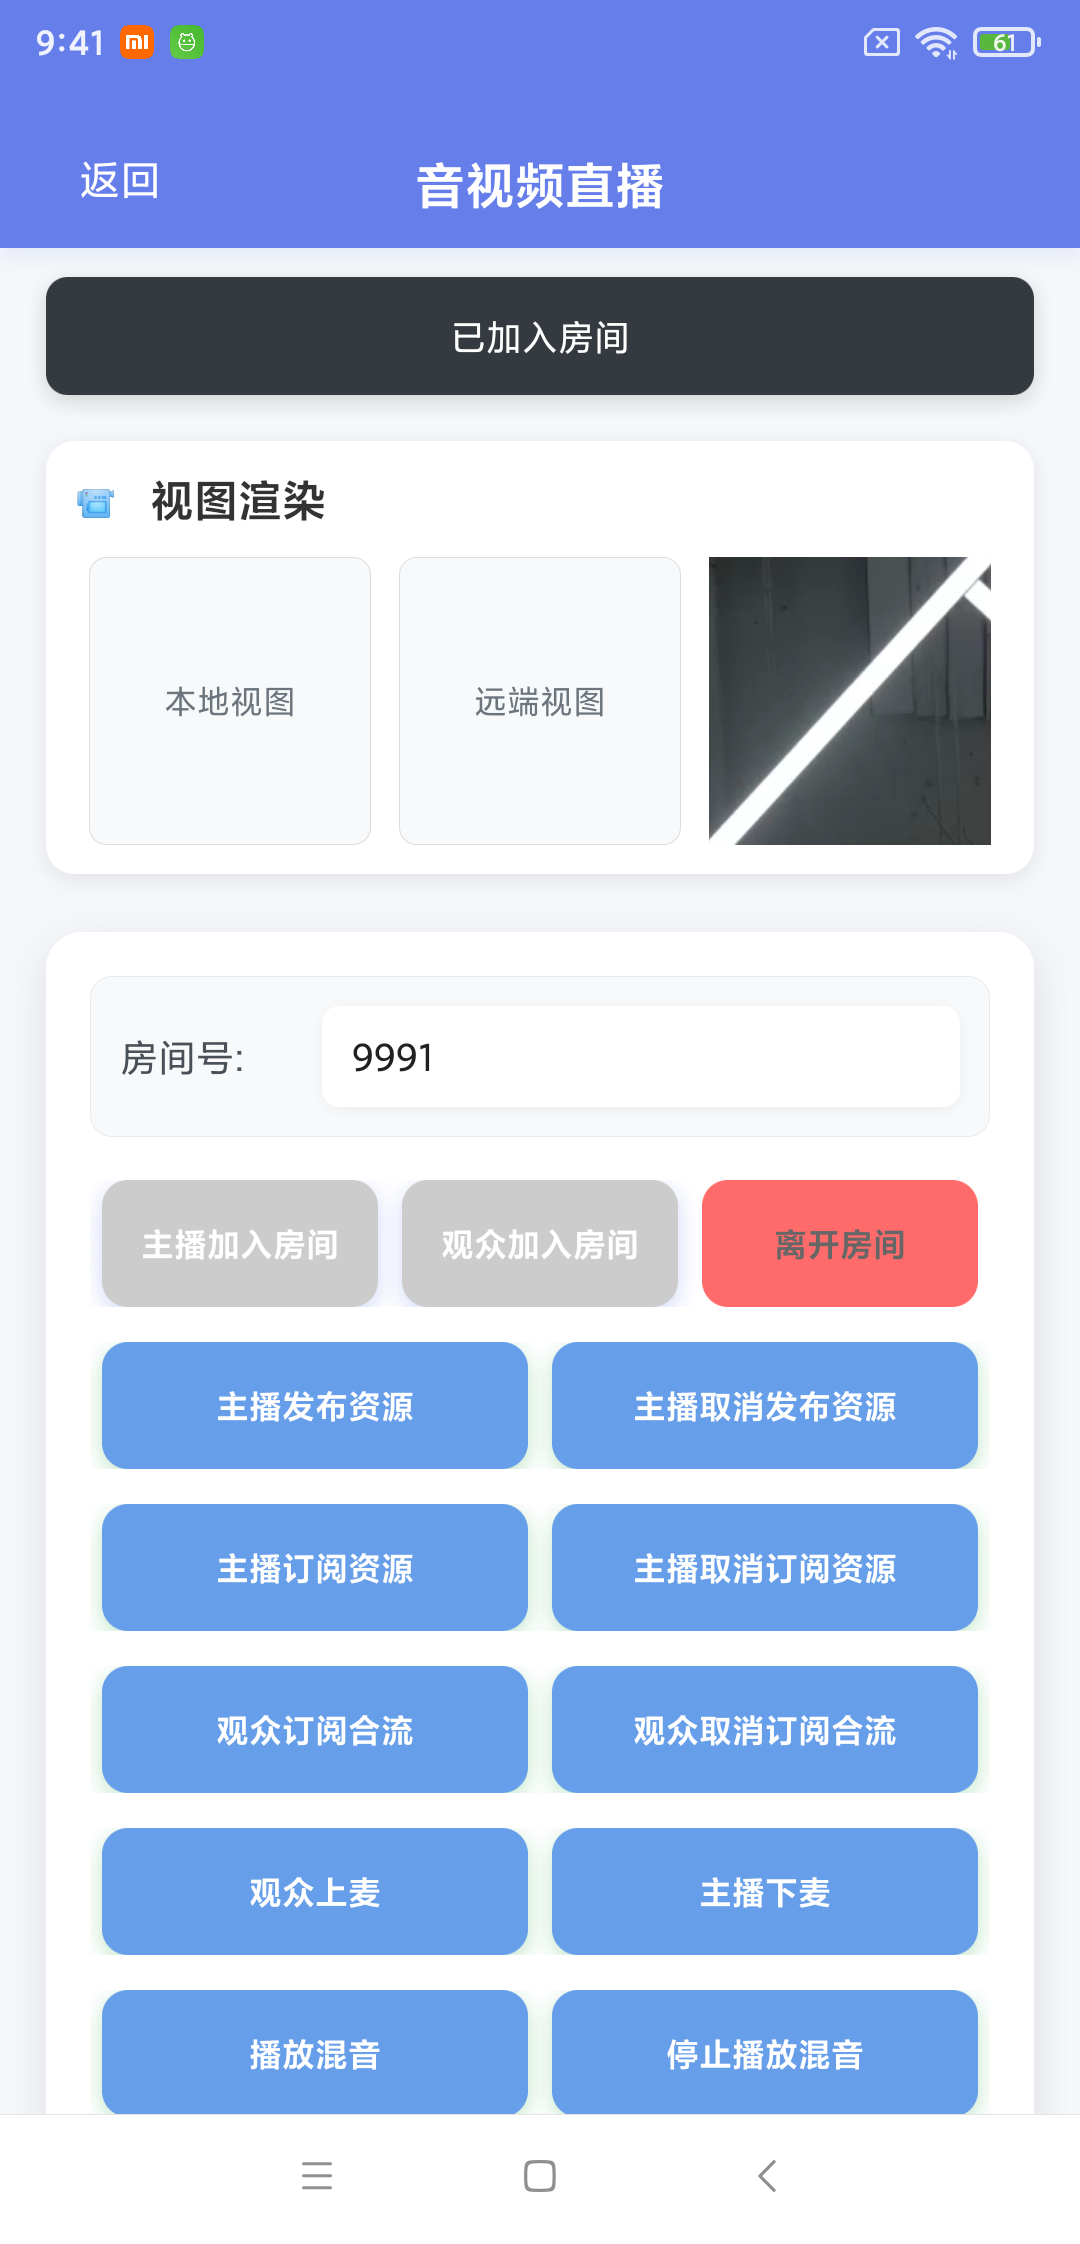 9:41
61
返回
音视频直播
已加入房间
视图渲染
本地视图
远端视图
房间号:
9991
主播加入房间
观众加入房间
离开房间
主播发布资源
主播取消发布资源
主播订阅资源
主播取消订阅资源
观众订阅合流
观众取消订阅合流
观众上麦
主播下麦
播放混音
停止播放混音